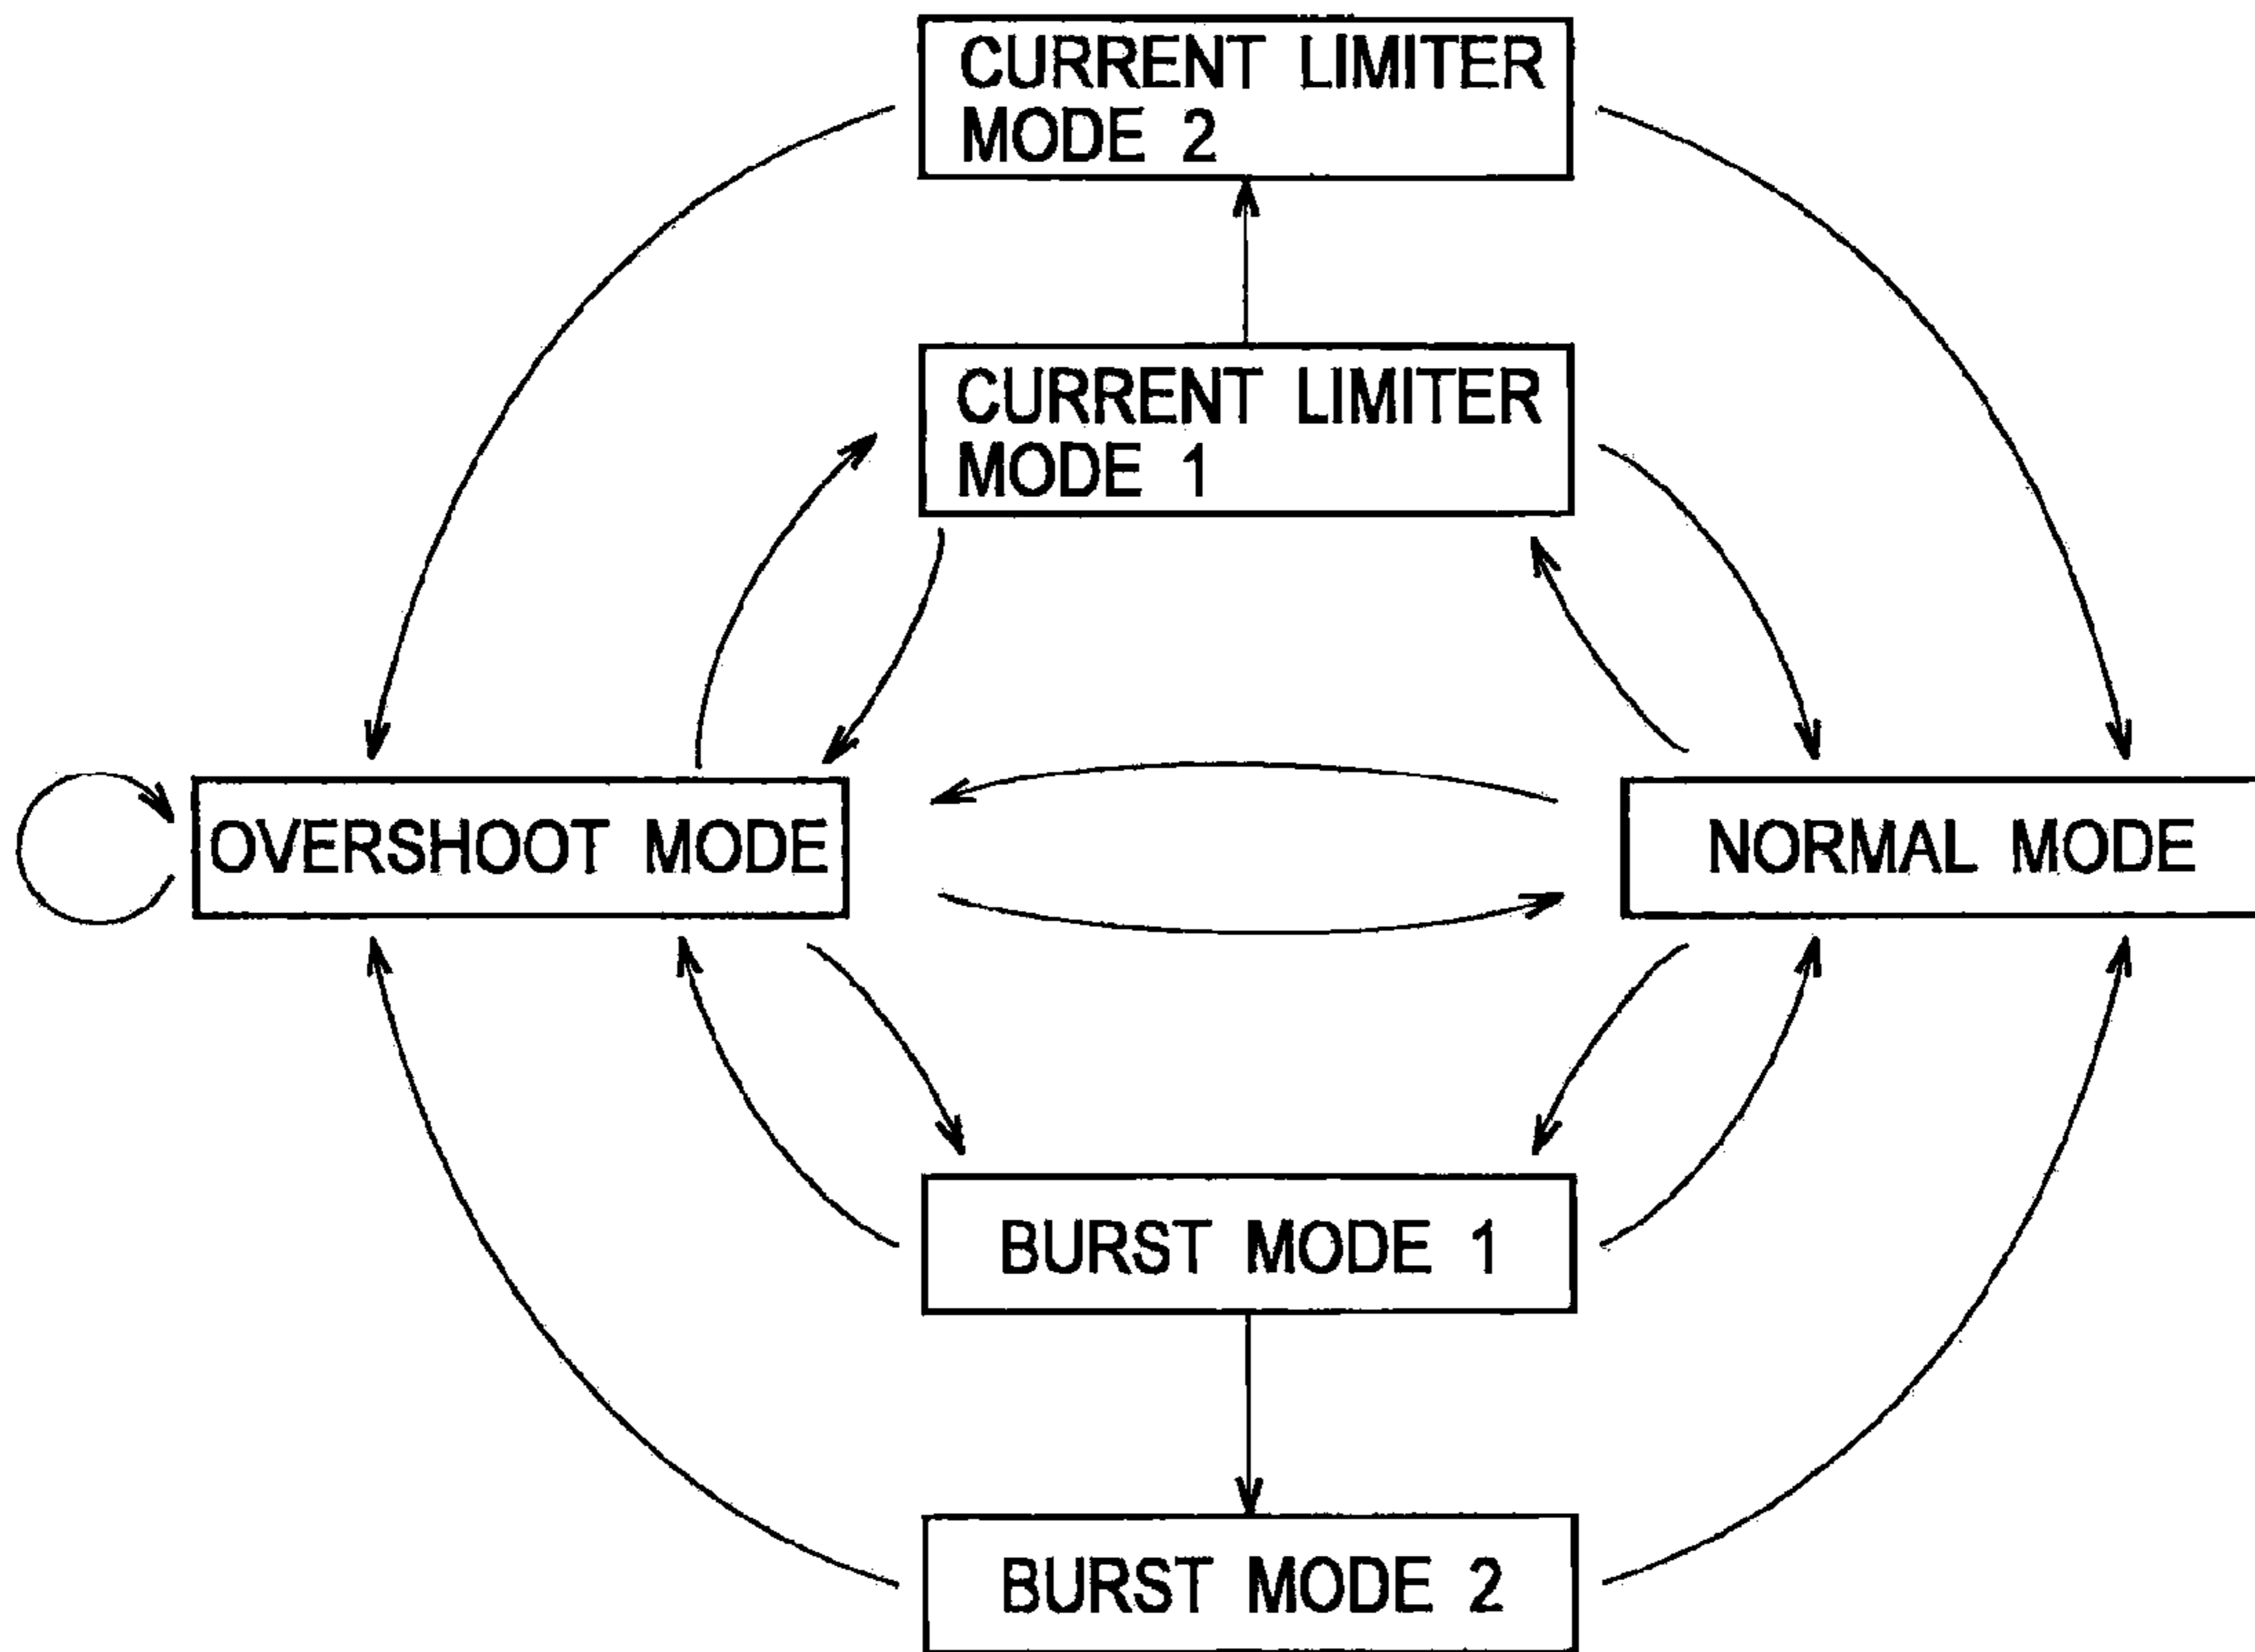 CURRENT LIMITER
MODE 2
CURRENT LIMITER
MODE 1
OVERSHOOT MODE
NORMAL MODE
BURST MODE 1
BURST MODE 2